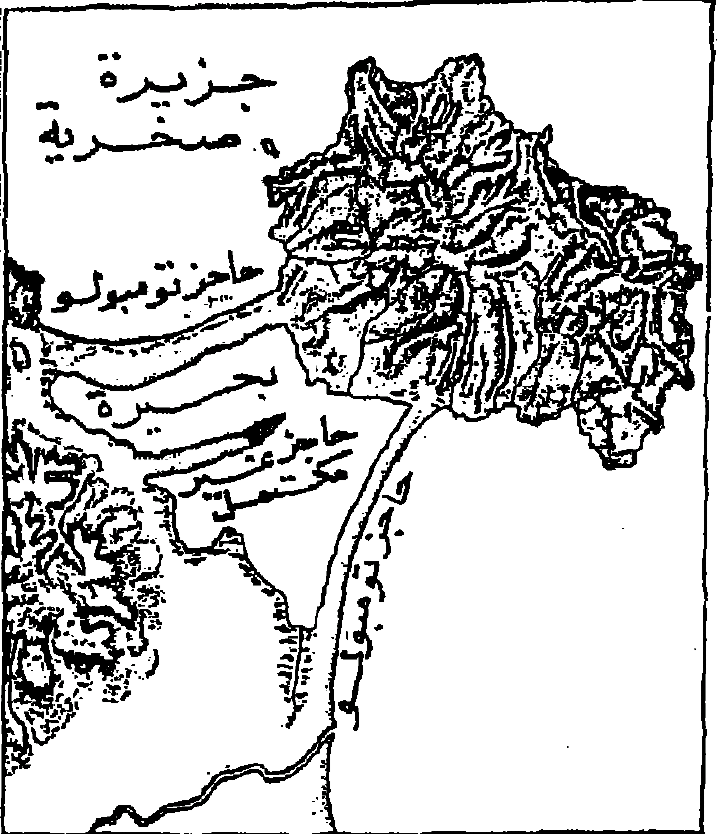 جزيرة
صخرية
حاجز تومبولو
بحيرة
حاجز غير
مكتمل
حاجز تومبولو